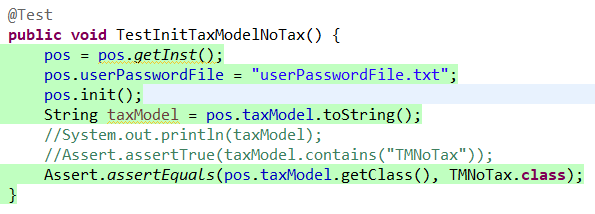 @Test
public void TestInitTaxModelNoTax() {
    pos = pos.getInst();
    pos.userPasswordFile = "userPasswordFile.txt";
    pos.init();
    String taxModel = pos.taxModel.toString();
    //System.out.println(taxModel);
    //Assert.assertTrue(taxModel.contains("TMNoTax"));
    Assert.assertEquals(pos.taxModel.getClass(), TMNoTax.class);
}